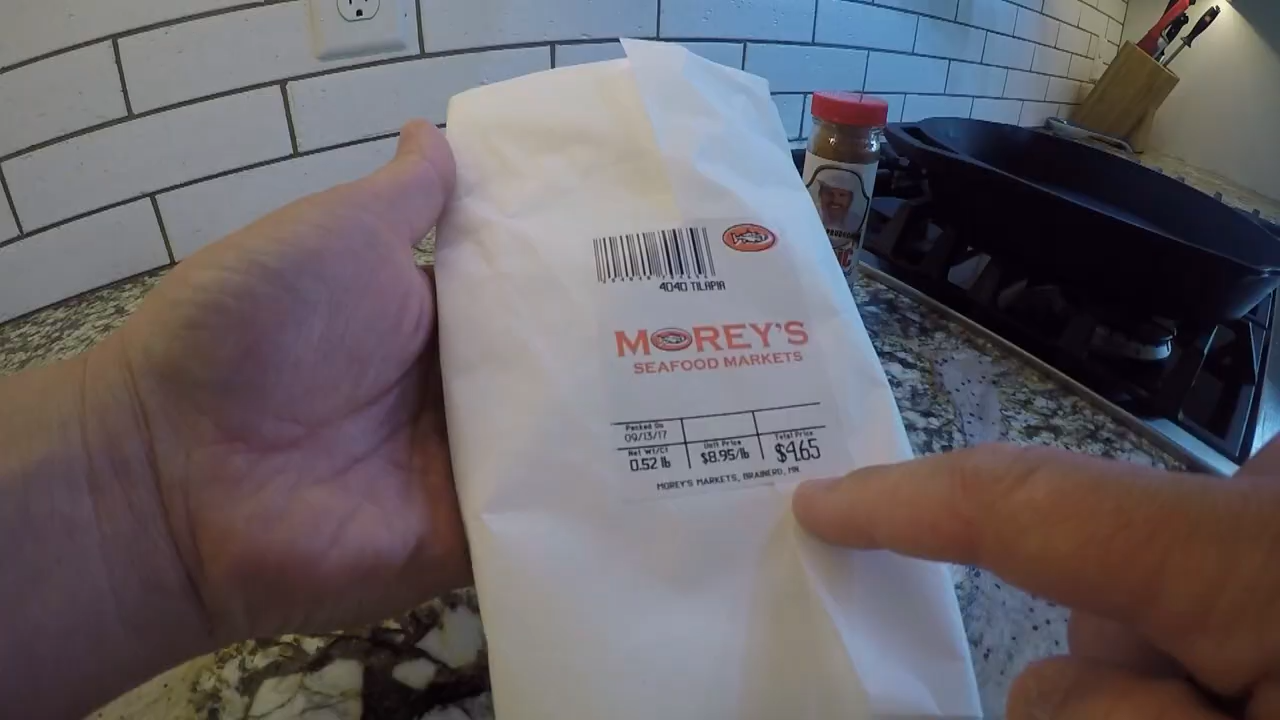 4040 TILAPIA
MOREY'S
SEAFOOD MARKETS
Packed On
09/13/17
Net Wt/Ct
0.52 lb
Unit Price
$8.95/lb
Total Price
$4.65
MOREY'S MARKETS, BRAINERD, MN